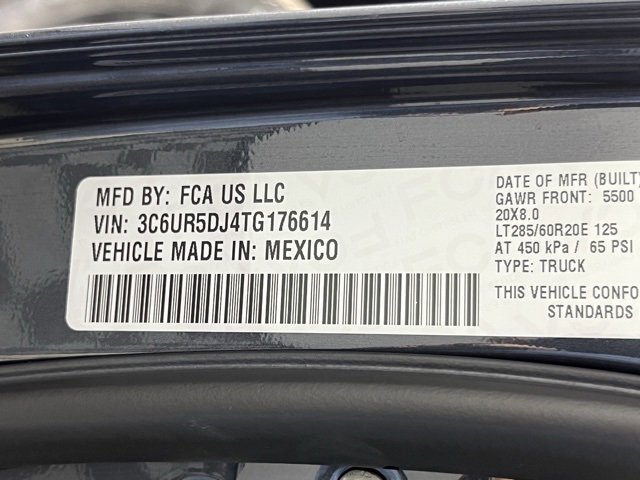 MFD BY: FCA US LLC
VIN: 3C6UR5DJ4TG176614
VEHICLE MADE IN: MEXICO
DATE OF MFR (BUILT)
GAWR FRONT: 5500
20X8.0
LT285/60R20E 125
AT 450 kPa / 65 PSI
TYPE: TRUCK
THIS VEHICLE CONFO
STANDARDS